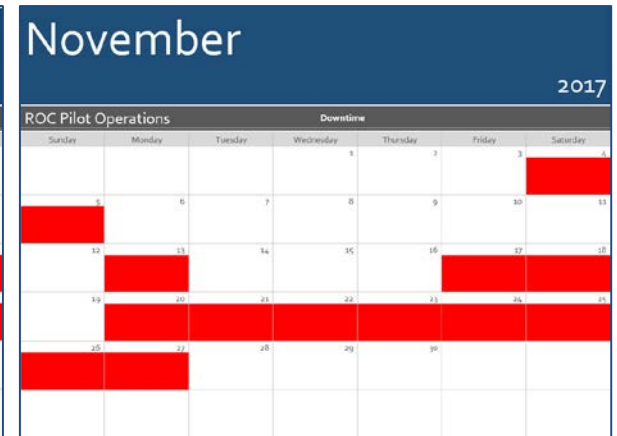 November
2017
ROC Pilot Operations Downtime
Sunday Monday Tuesday Wednesday Thursday Friday Saturday
1 2 3 4
5 6 7 8 9 10 11
12 13 14 15 16 17 18
19 20 21 22 23 24 25
26 27 28 29 30